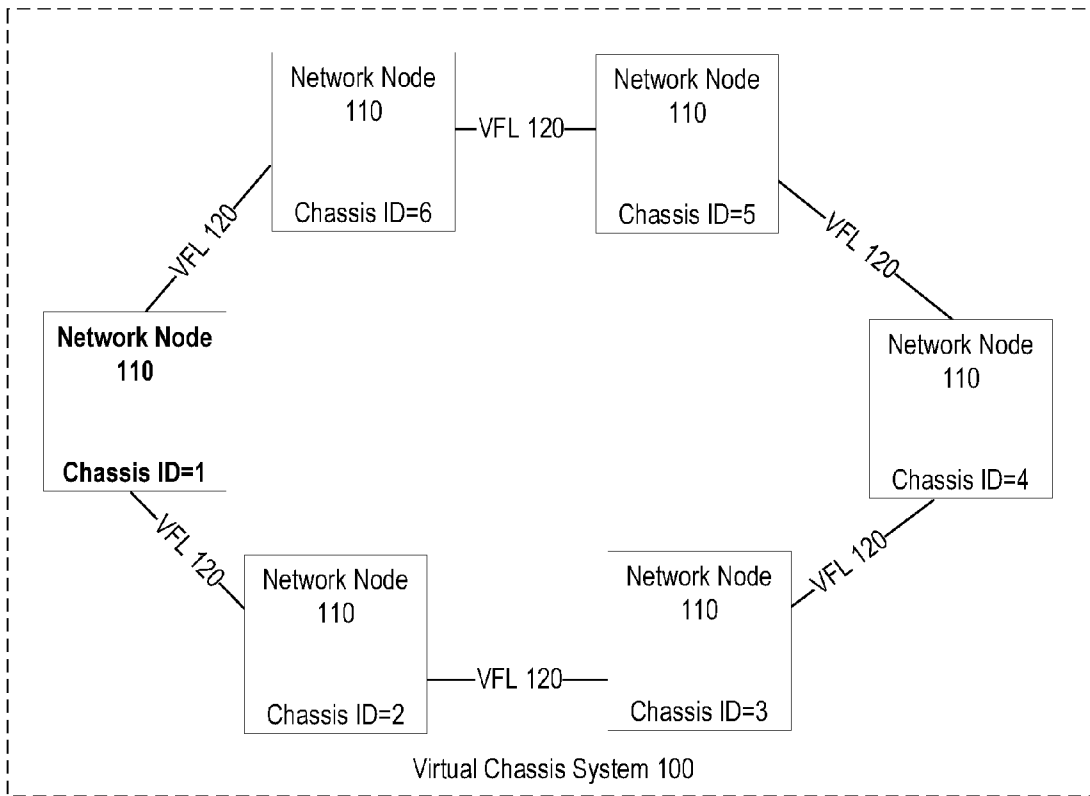 Network Node
110
Chassis ID=6
VFL 120
Network Node
110
Chassis ID=5
VFL 120
VFL 120
Network Node
110
Chassis ID=1
Network Node
110
Chassis ID=4
VFL 120
Network Node
110
Chassis ID=2
VFL 120
Network Node
110
Chassis ID=3
VFL 120
Virtual Chassis System 100